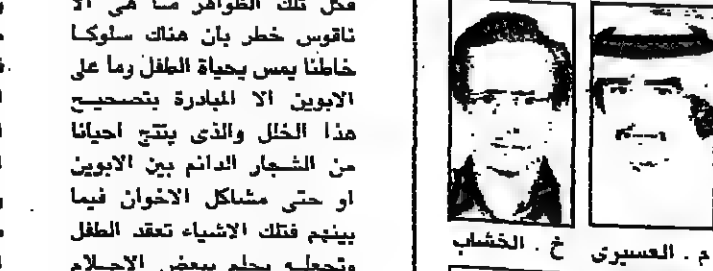 فكل تلك الظواهر ما هي الا
ناقوس خطر بان هناك سلوكا
خاطئا يمس بحياة الطفل وما على
الابوين الا المبادرة بتصحيح
هذا الخلل والذي ينتج احيانا
من الشجار الدائم بين الابوين
او حتى مشاكل الاخوان فيما
بينهم فتلك الاشياء تعقد الطفل
وتجعله يحلم ببعض الاحلام
م . العسيرى
خ . الخشاب